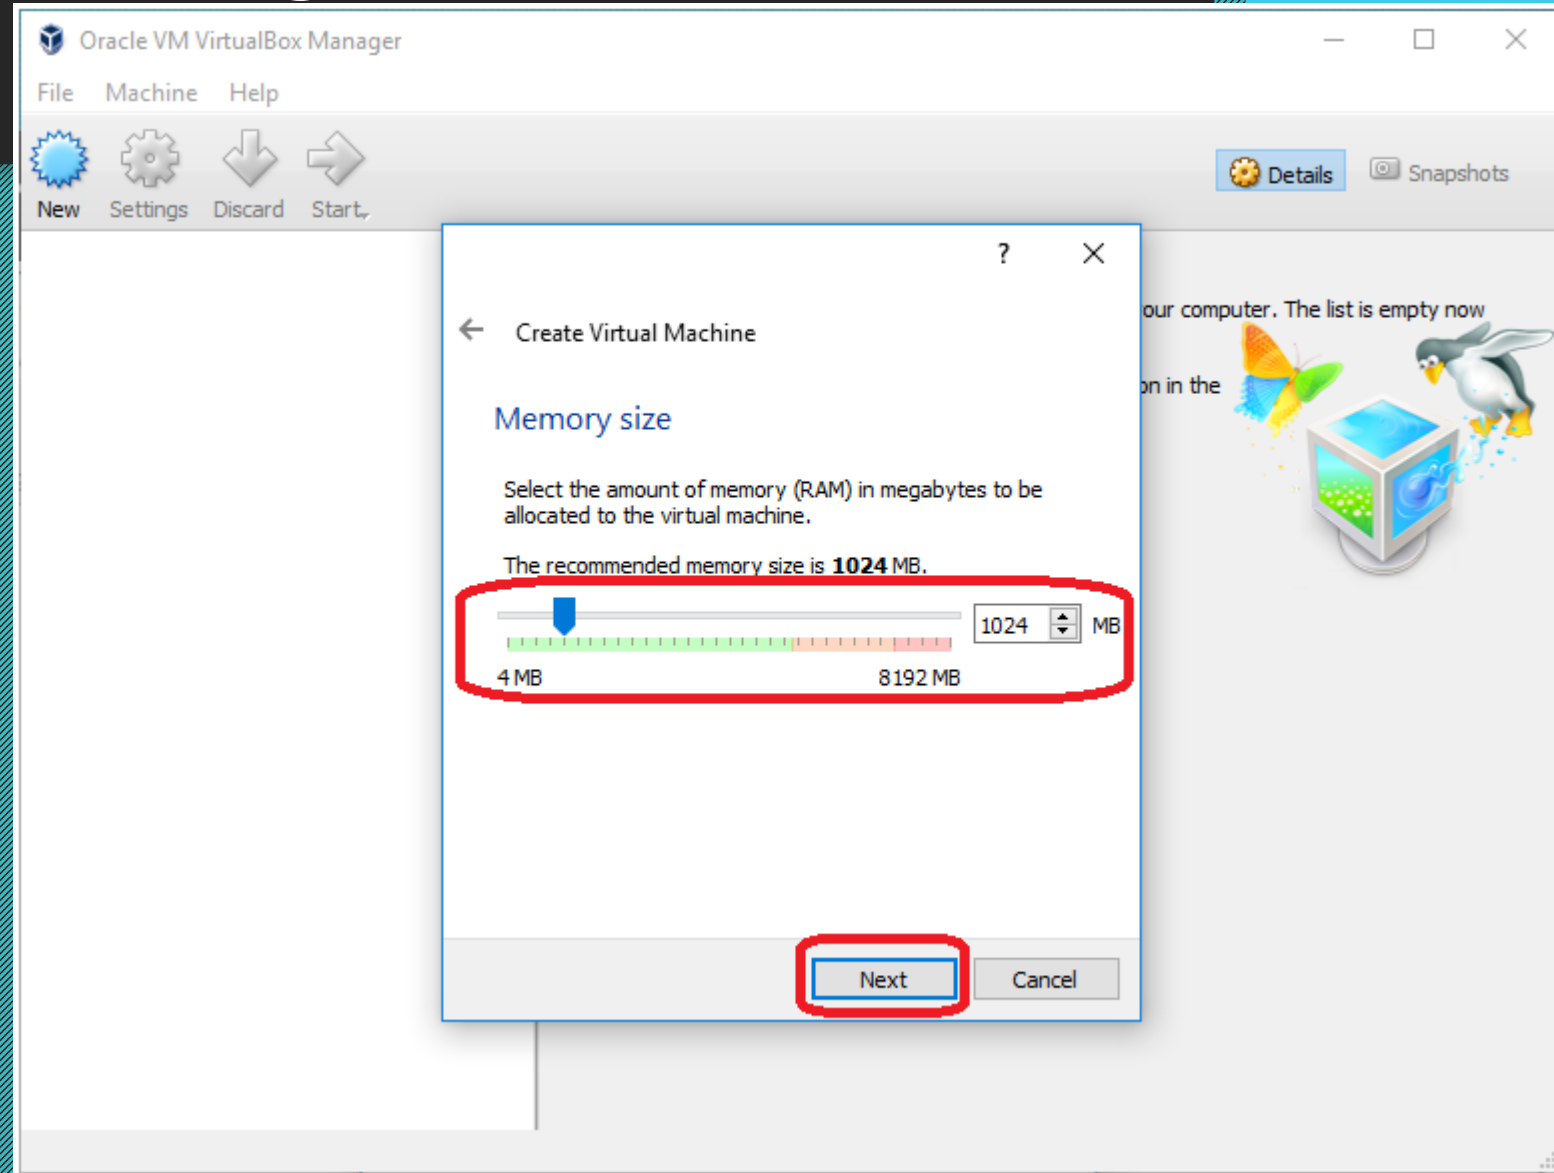 Oracle VM VirtualBox Manager
File Machine Help
New Settings Discard Start
Details Snapshots
?
our computer. The list is empty now
Create Virtual Machine
on in the
Memory size
Select the amount of memory (RAM) in megabytes to be
allocated to the virtual machine.
The recommended memory size is 1024 MB.
1024 MB
4 MB 8192 MB
Next Cancel